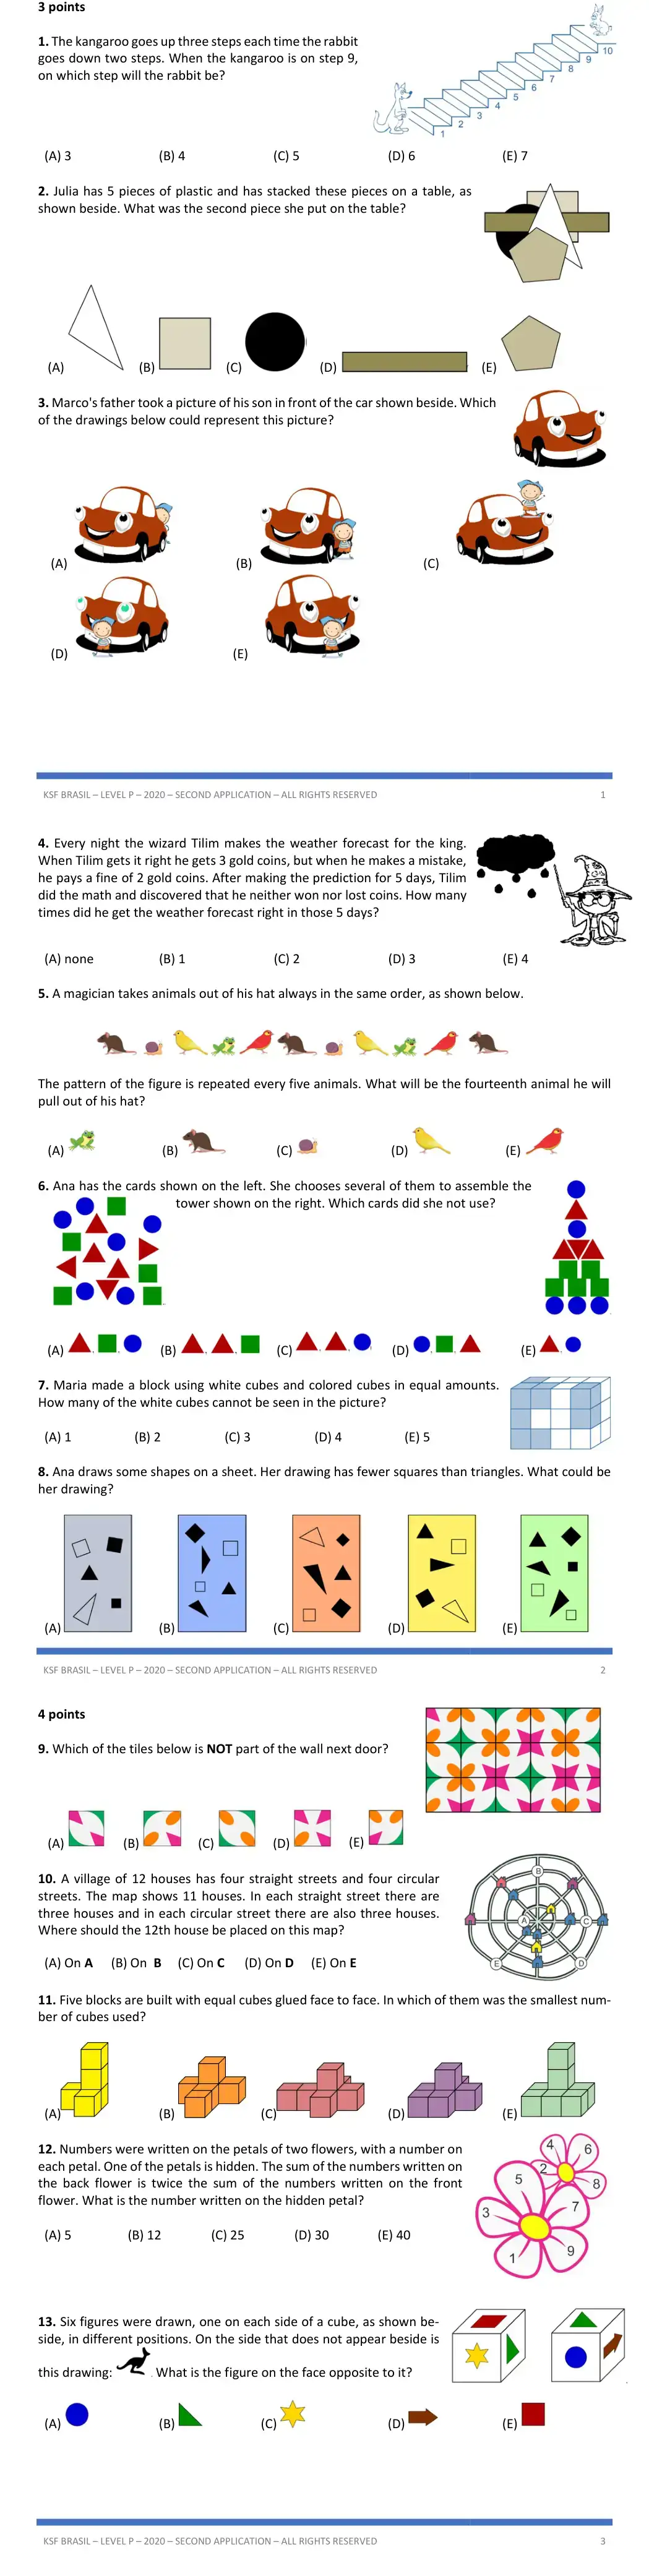 3 points
1. The kangaroo goes up three steps each time the rabbit
goes down two steps. When the kangaroo is on step 9,
on which step will the rabbit be?
1
2
3
4
5
6
7
8
9
10
(A) 3 (B) 4 (C) 5 (D) 6 (E) 7
2. Julia has 5 pieces of plastic and has stacked these pieces on a table, as
shown beside. What was the second piece she put on the table?
(A) (B) (C) (D) (E)
3. Marco's father took a picture of his son in front of the car shown beside. Which
of the drawings below could represent this picture?
(A) (B) (C)
(D) (E)
KSF BRASIL – LEVEL P – 2020 – SECOND APPLICATION – ALL RIGHTS RESERVED 1
4. Every night the wizard Tilim makes the weather forecast for the king.
When Tilim gets it right he gets 3 gold coins, but when he makes a mistake,
he pays a fine of 2 gold coins. After making the prediction for 5 days, Tilim
did the math and discovered that he neither won nor lost coins. How many
times did he get the weather forecast right in those 5 days?
(A) none (B) 1 (C) 2 (D) 3 (E) 4
5. A magician takes animals out of his hat always in the same order, as shown below.
The pattern of the figure is repeated every five animals. What will be the fourteenth animal he will
pull out of his hat?
(A) (B) (C) (D) (E)
6. Ana has the cards shown on the left. She chooses several of them to assemble the
tower shown on the right. Which cards did she not use?
(A) (B) (C) (D) (E)
7. Maria made a block using white cubes and colored cubes in equal amounts.
How many of the white cubes cannot be seen in the picture?
(A) 1 (B) 2 (C) 3 (D) 4 (E) 5
8. Ana draws some shapes on a sheet. Her drawing has fewer squares than triangles. What could be
her drawing?
(A) (B) (C) (D) (E)
KSF BRASIL – LEVEL P – 2020 – SECOND APPLICATION – ALL RIGHTS RESERVED 2
4 points
9. Which of the tiles below is NOT part of the wall next door?
(A) (B) (C) (D) (E)
10. A village of 12 houses has four straight streets and four circular
streets. The map shows 11 houses. In each straight street there are
three houses and in each circular street there are also three houses.
Where should the 12th house be placed on this map?
B
A
C
E
D
(A) On A (B) On B (C) On C (D) On D (E) On E
11. Five blocks are built with equal cubes glued face to face. In which of them was the smallest num-
ber of cubes used?
(A) (B) (C) (D) (E)
12. Numbers were written on the petals of two flowers, with a number on
each petal. One of the petals is hidden. The sum of the numbers written on
the back flower is twice the sum of the numbers written on the front
flower. What is the number written on the hidden petal?
4
6
2
8
5
3
7
1
9
(A) 5 (B) 12 (C) 25 (D) 30 (E) 40
13. Six figures were drawn, one on each side of a cube, as shown be-
side, in different positions. On the side that does not appear beside is
this drawing: . What is the figure on the face opposite to it?
(A) (B) (C) (D) (E)
KSF BRASIL – LEVEL P – 2020 – SECOND APPLICATION – ALL RIGHTS RESERVED 3